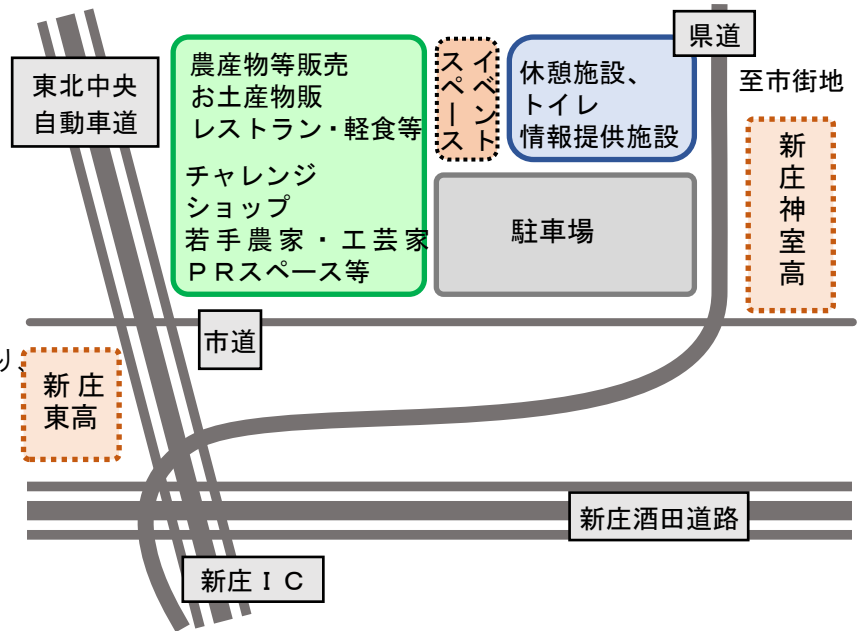 東北中央
自動車道
農産物等販売
お土産物販
レストラン・軽食等
チャレンジ
ショップ
若手農家・工芸家
ＰＲスペース等
イベント
スペース
休憩施設、
トイレ
情報提供施設
県道
至市街地
新庄神室高
駐車場
市道
り、
新庄
東高
新庄酒田道路
新庄ＩＣ